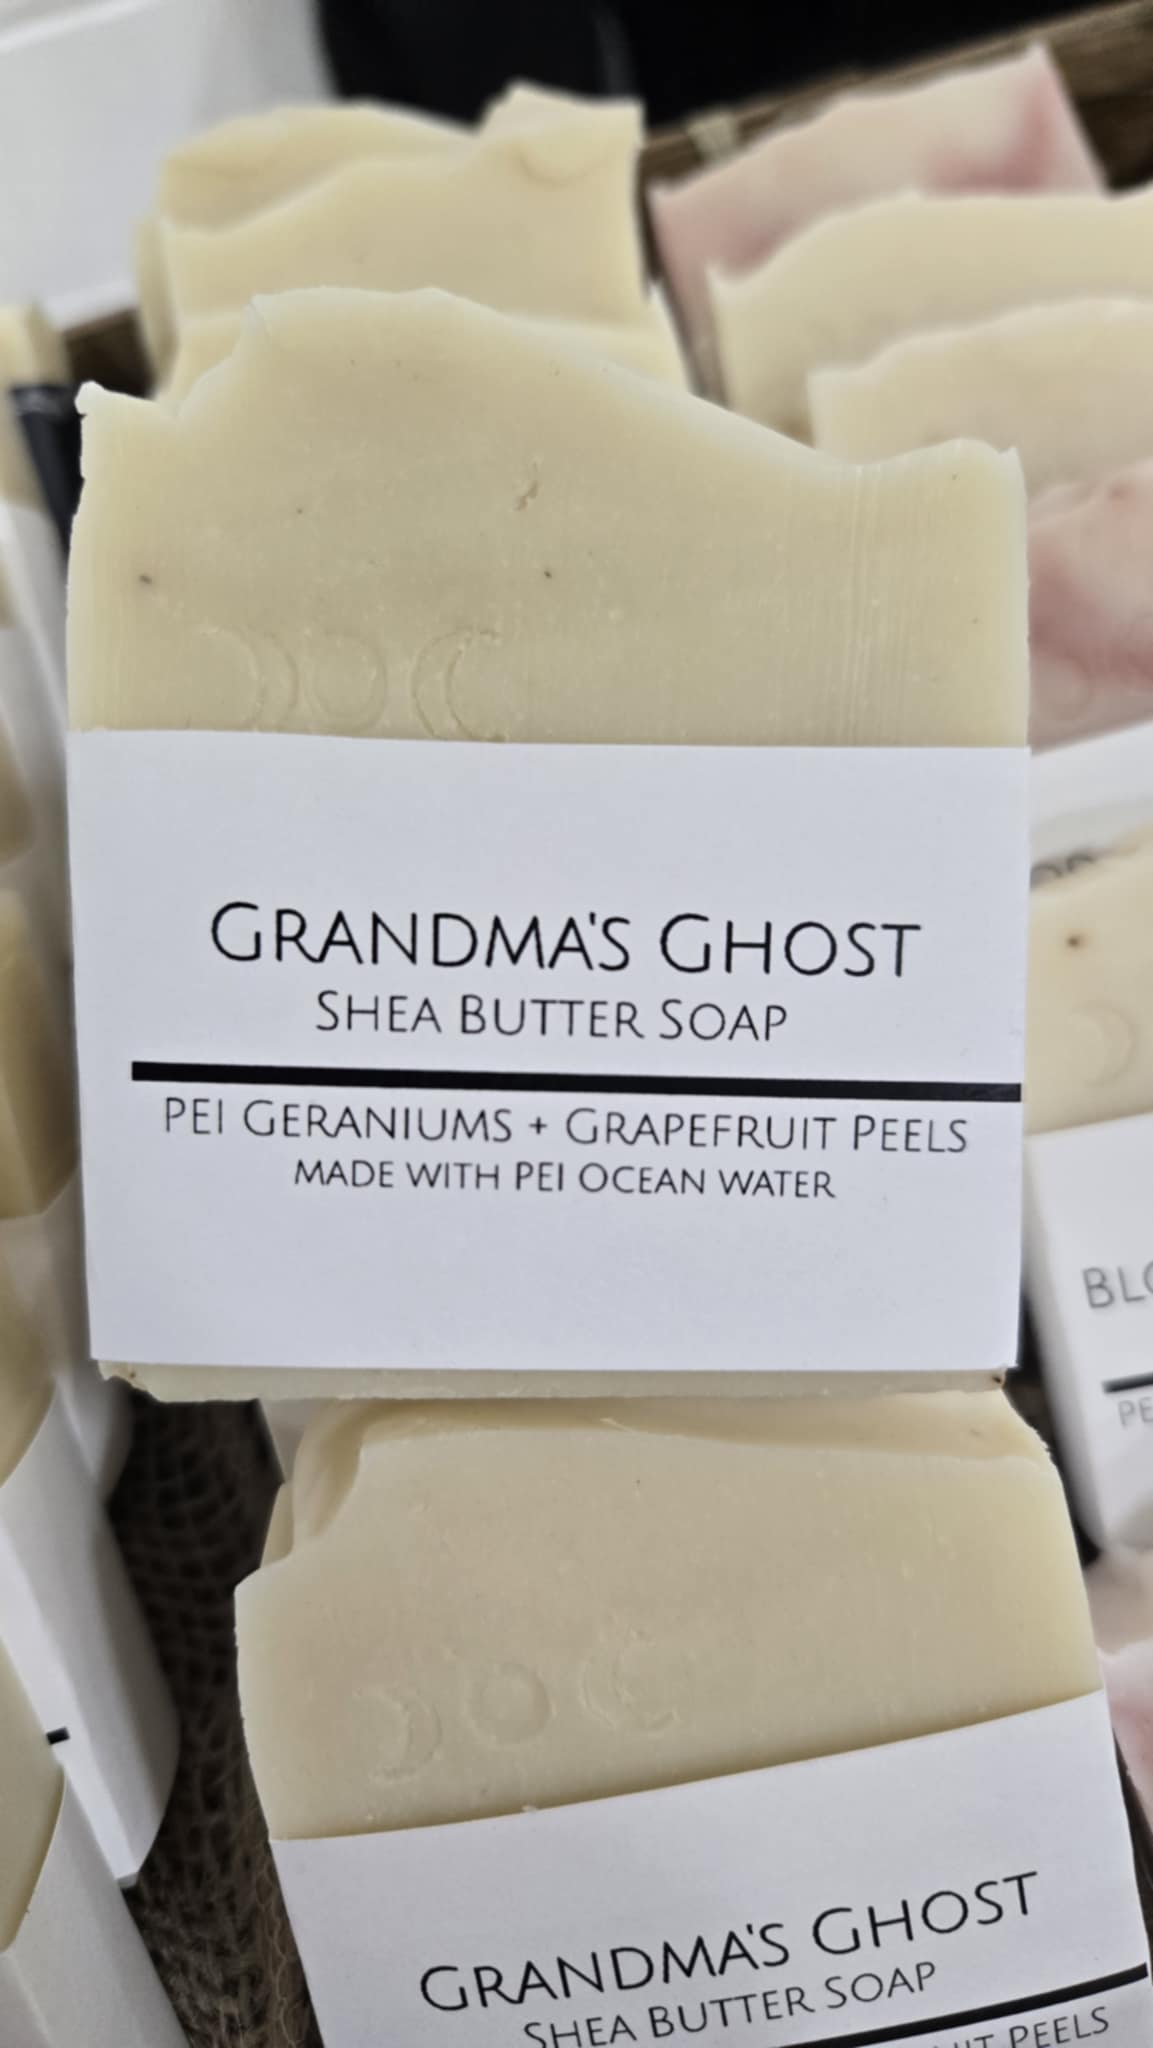 GRANDMA'S GHOST
SHEA BUTTER SOAP
PEI GERANIUMS + GRAPEFRUIT PEELS
MADE WITH PEI OCEAN WATER
GRANDMA'S GHOST
SHEA BUTTER SOAP
PEELS